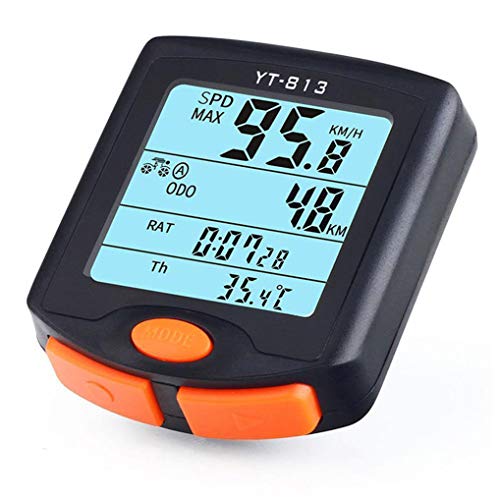 YT-813
SPD
MAX 95.8 KM/H
A
ODO 4.8 KM
RAT 0:07 28
Th 35.4°C
MODE